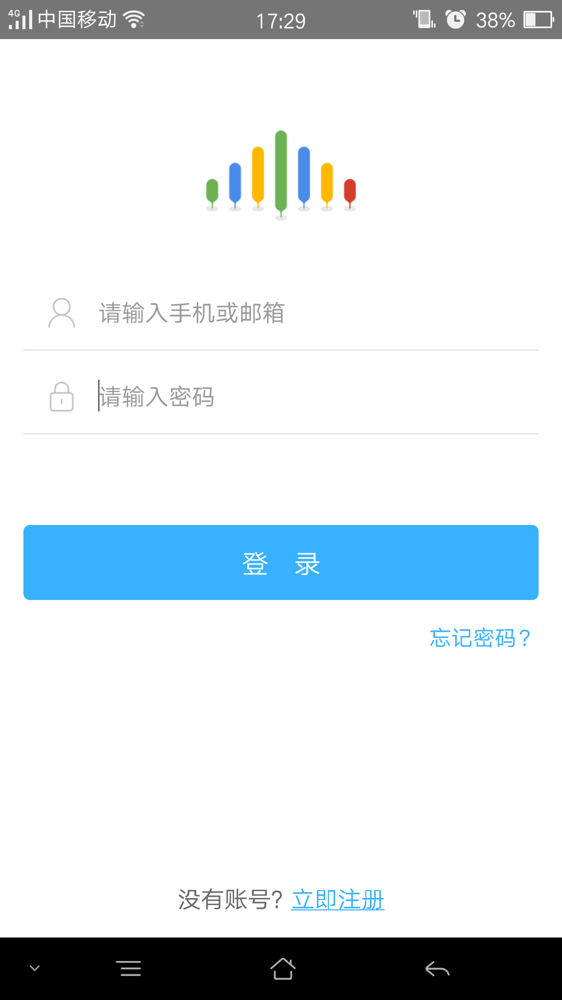 4G 中国移动 17:29 38%
请输入手机或邮箱
请输入密码
登 录
忘记密码?
没有账号? 立即注册